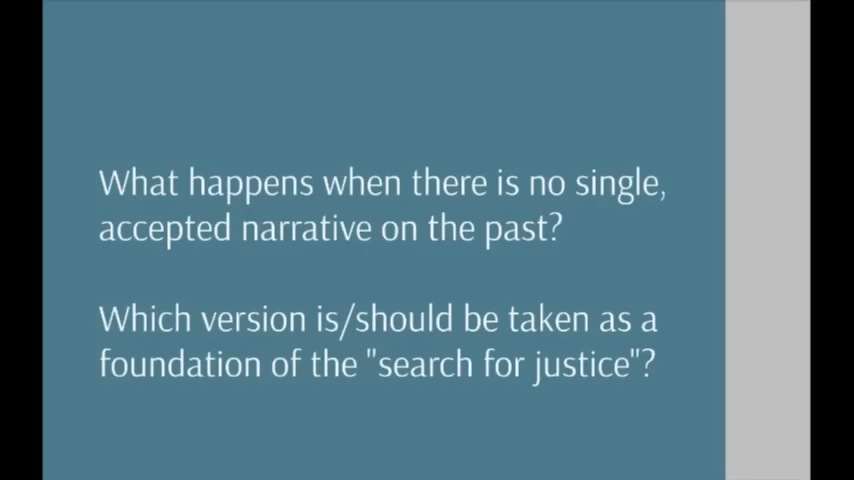 What happens when there is no single,
accepted narrative on the past?
Which version is/should be taken as a
foundation of the "search for justice"?